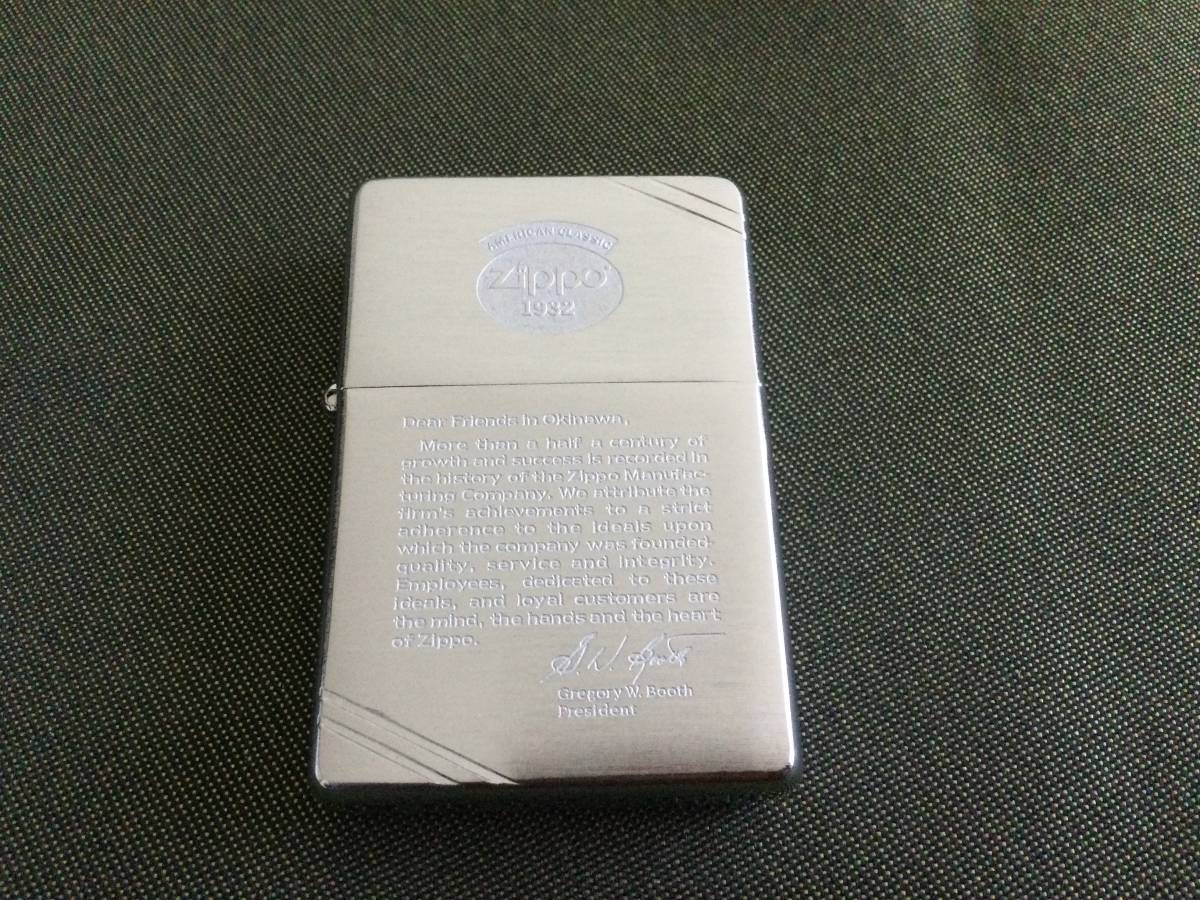 AMERICAN CLASSIC
Zippo®
1932
Dear Friends in Okinawa,
More than a half a century of
growth and success is recorded in
the history of the Zippo Manufac-
turing Company. We attribute the
firm's achievements to a strict
adherence to the ideals upon
which the company was founded-
quality, service and integrity.
Employees, dedicated to these
ideals, and loyal customers are
the mind, the hands and the heart
of Zippo.
G. W. Booth
Gregory W. Booth
President